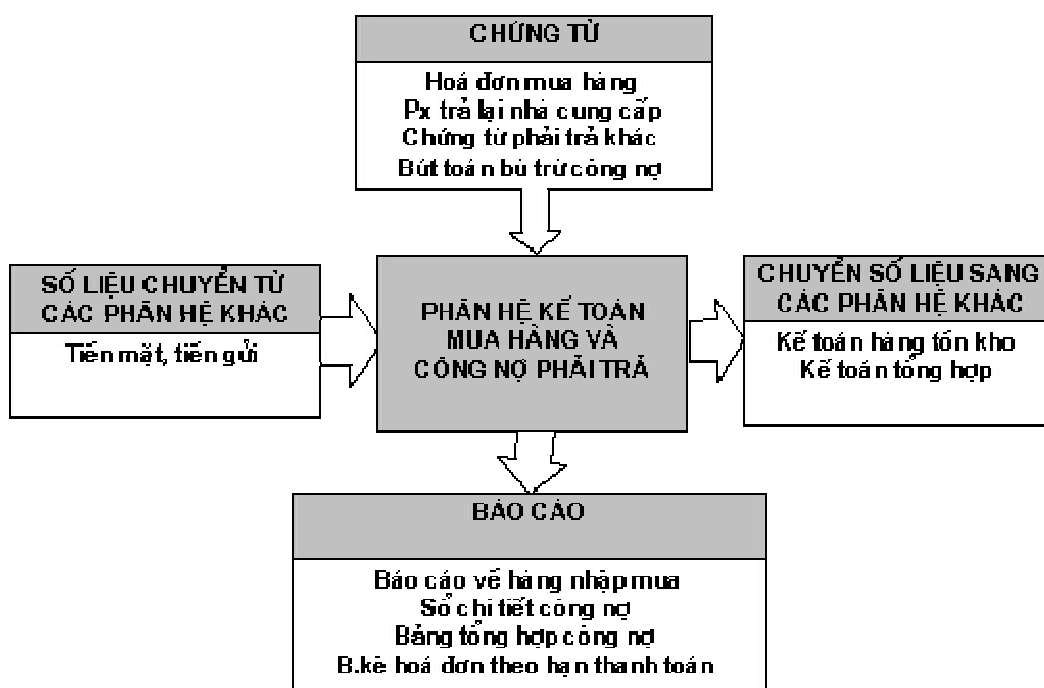 CHỨNG TỪ
Hoá đơn mua hàng
Px trả lại nhà cung cấp
Chứng từ phải trả khác
Bút toán bù trừ công nợ
SỐ LIỆU CHUYỂN TỪ
CÁC PHÂN HỆ KHÁC
Tiền mặt, tiền gửi
PHÂN HỆ KẾ TOÁN
MUA HÀNG VÀ
CÔNG NỢ PHẢI TRẢ
CHUYỂN SỐ LIỆU SANG
CÁC PHÂN HỆ KHÁC
Kế toán hàng tồn kho
Kế toán tổng hợp
BÁO CÁO
Báo cáo về hàng nhập mua
Sổ chi tiết công nợ
Bảng tổng hợp công nợ
B.kê hoá đơn theo hạn thanh toán